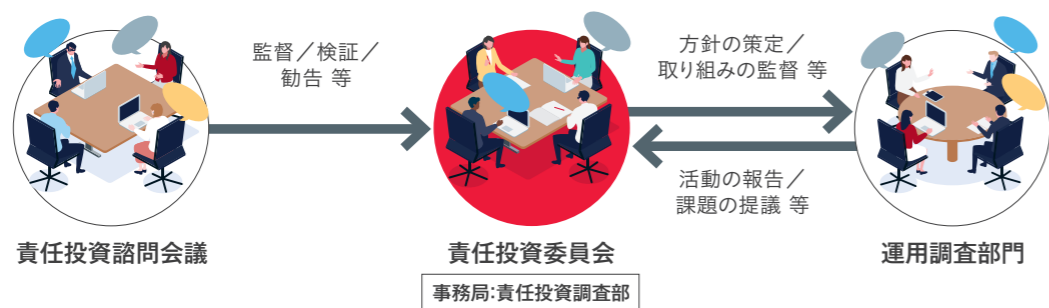 監督／検証／
勧告 等
方針の策定／
取り組みの監督 等
活動の報告／
課題の提議 等
責任投資諮問会議
責任投資委員会
運用調査部門
事務局:責任投資調査部